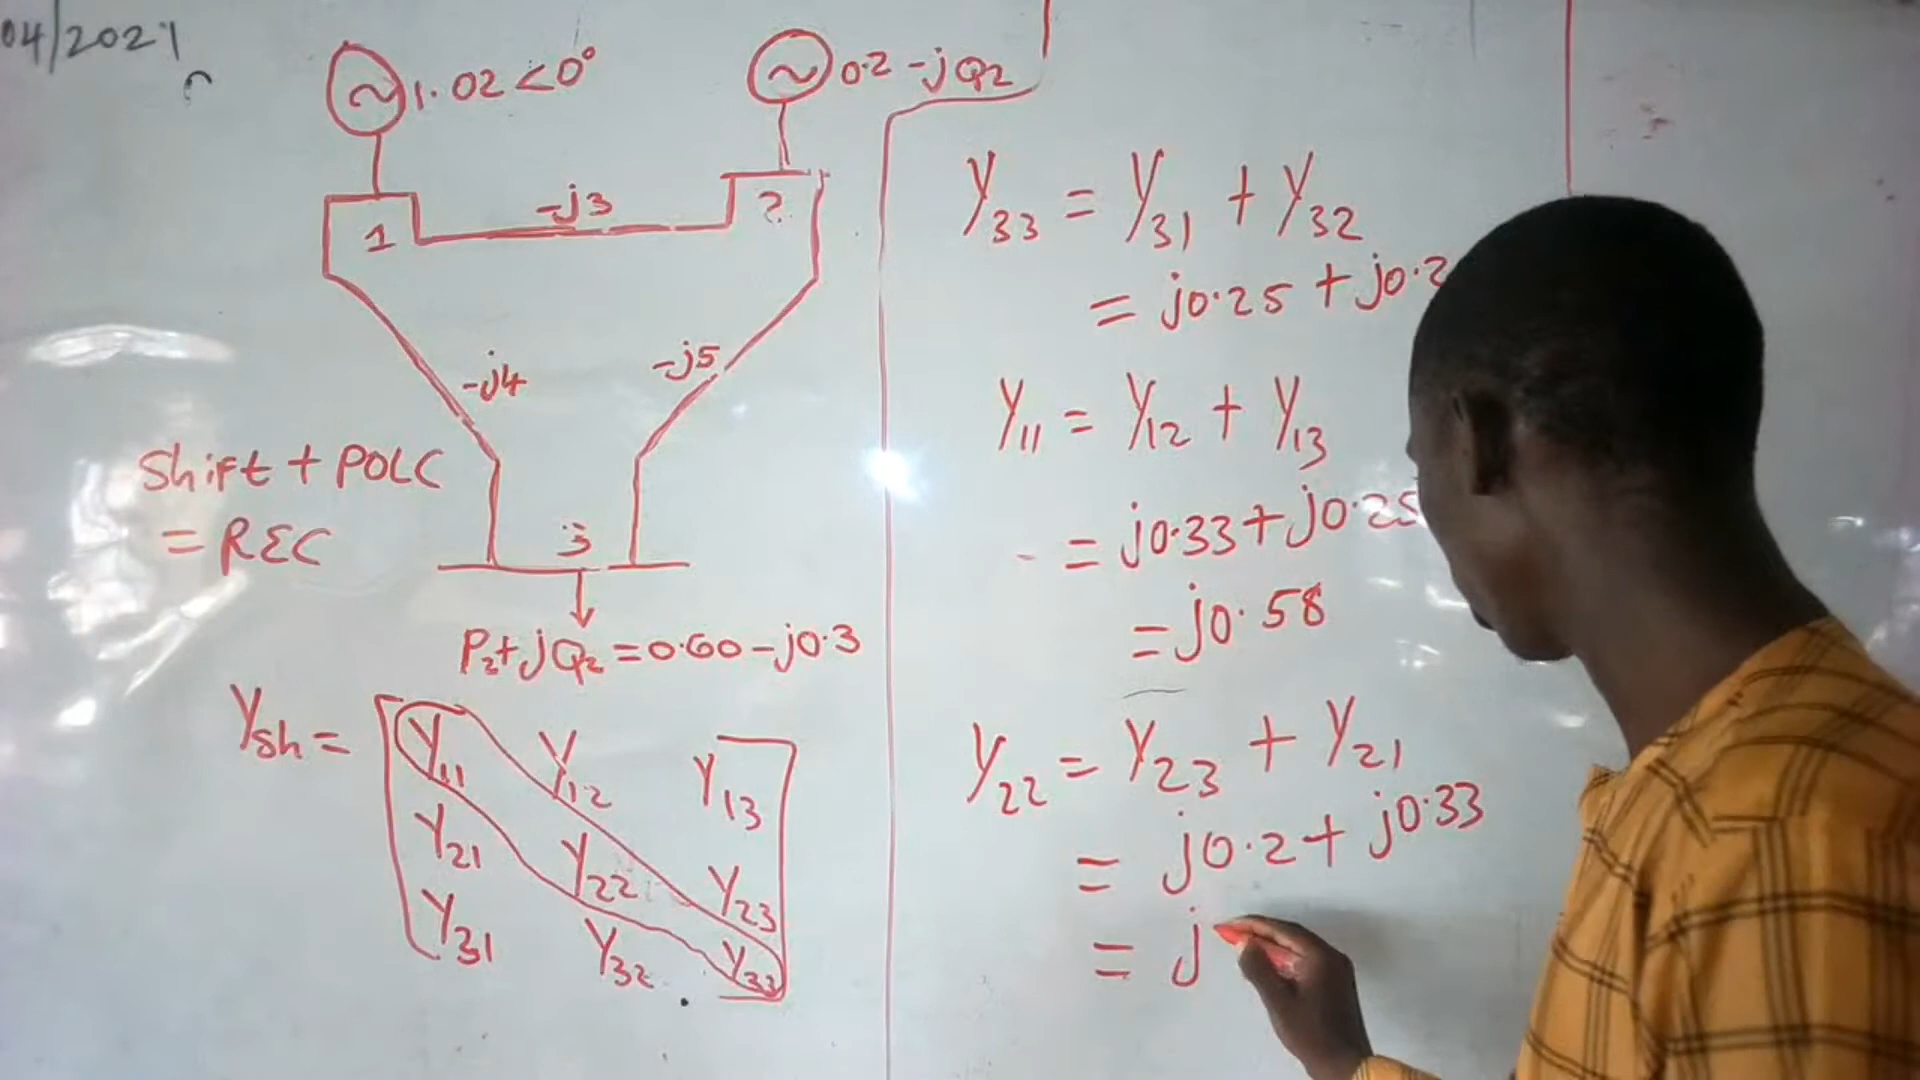 04/2021
1.02 <0°
0.2 - jQ2
-j3
1
2
-j4
-j5
Shift + POLC
= REC
3
P2+jQ2 = 0.60 - j0.3
Ysh =
Y11 Y12 Y13
Y21 Y22 Y23
Y31 Y32 Y33
Y33 = Y31 + Y32
= j0.25 + j0.2
Y11 = Y12 + Y13
= j0.33 + j0.25
= j0.58
Y22 = Y23 + Y21
= j0.2 + j0.33
= j